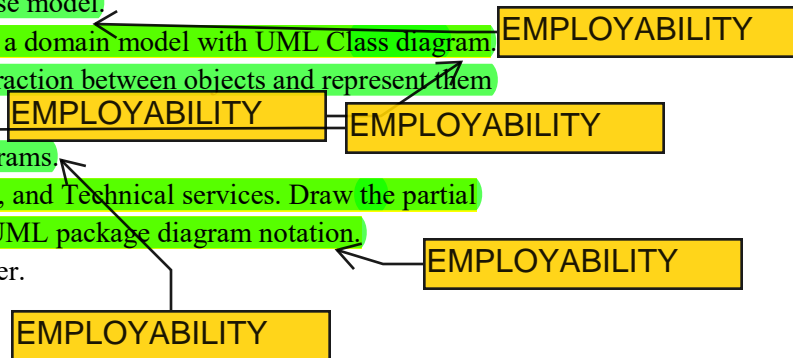 se model.
EMPLOYABILITY
a domain model with UML Class diagram.
raction between objects and represent them
EMPLOYABILITY
EMPLOYABILITY
rams.
, and Technical services. Draw the partial
UML package diagram notation.
EMPLOYABILITY
er.
EMPLOYABILITY